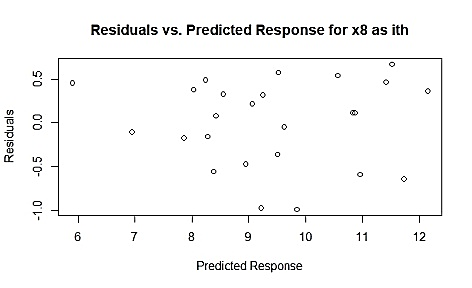 Residuals vs. Predicted Response for x8 as ith
Residuals
0.5
0.0
-0.5
-1.0
6 7 8 9 10 11 12
Predicted Response